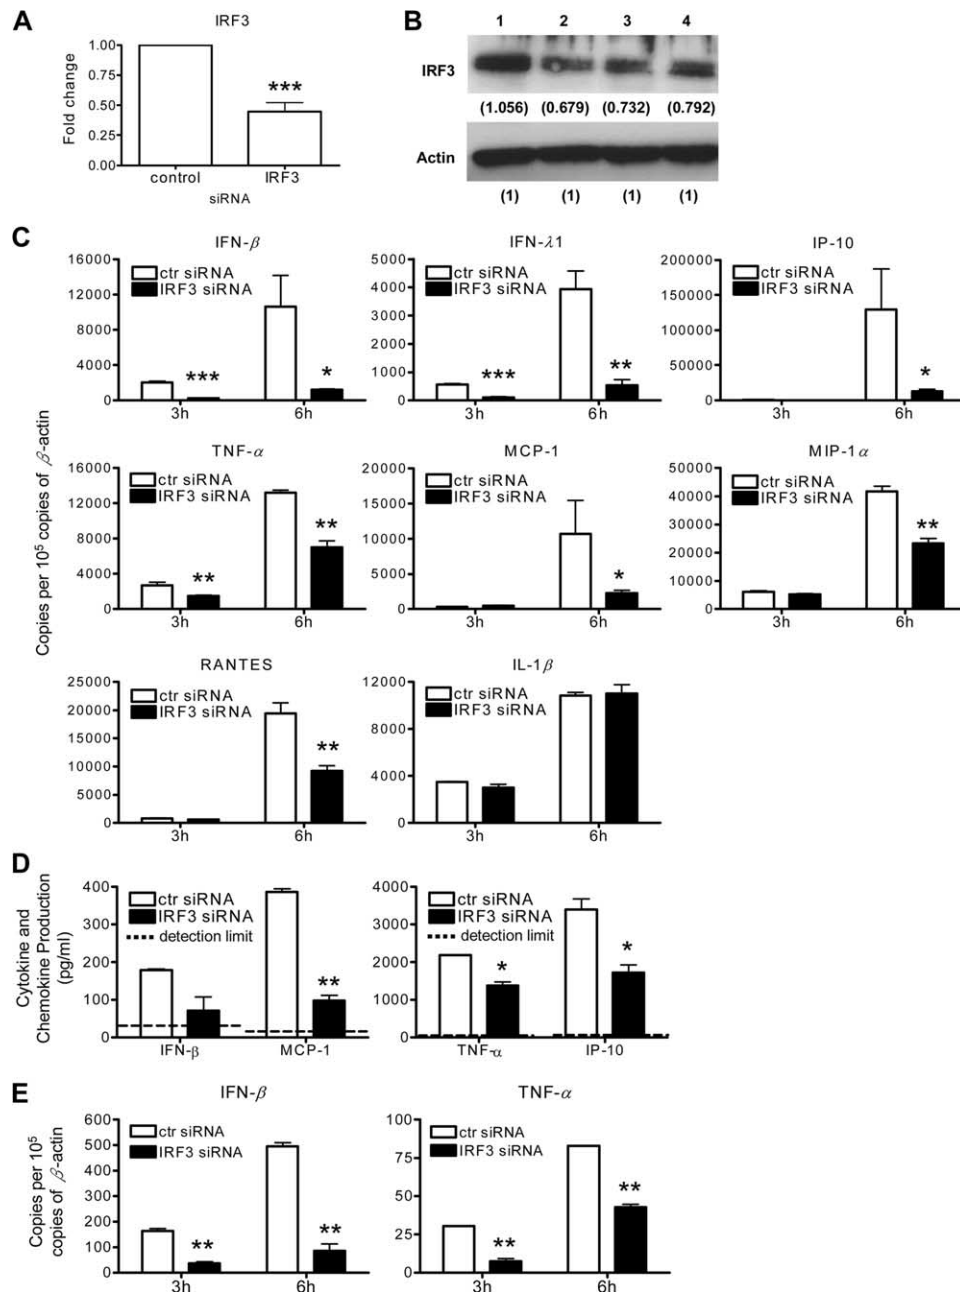 A
IRF3
Fold change
1.00
0.75
0.50
0.25
0.00
***
control
IRF3
siRNA
B
1 2 3 4
IRF3
(1.056) (0.679) (0.732) (0.792)
Actin
(1) (1) (1) (1)
C
Copies per 10⁵ copies of β-actin
IFN-β
16000
12000
8000
4000
0
ctr siRNA
IRF3 siRNA
***
*
3h 6h
IFN-λ1
5000
4000
3000
2000
1000
0
ctr siRNA
IRF3 siRNA
***
**
3h 6h
IP-10
200000
150000
100000
50000
0
ctr siRNA
IRF3 siRNA
*
3h 6h
TNF-α
16000
12000
8000
4000
0
ctr siRNA
IRF3 siRNA
**
**
3h 6h
MCP-1
20000
15000
10000
5000
0
ctr siRNA
IRF3 siRNA
*
3h 6h
MIP-1α
50000
40000
30000
20000
10000
0
ctr siRNA
IRF3 siRNA
**
3h 6h
RANTES
25000
20000
15000
10000
5000
0
ctr siRNA
IRF3 siRNA
**
3h 6h
IL-1β
12000
8000
4000
0
ctr siRNA
IRF3 siRNA
3h 6h
D
Cytokine and
Chemokine Production
(pg/ml)
400
300
200
100
0
ctr siRNA
IRF3 siRNA
detection limit
**
IFN-β MCP-1
4000
3000
2000
1000
0
ctr siRNA
IRF3 siRNA
detection limit
*
*
TNF-α IP-10
E
Copies per 10⁵
copies of β-actin
IFN-β
600
500
400
300
200
100
0
ctr siRNA
IRF3 siRNA
**
**
3h 6h
TNF-α
100
75
50
25
0
ctr siRNA
IRF3 siRNA
**
**
3h 6h